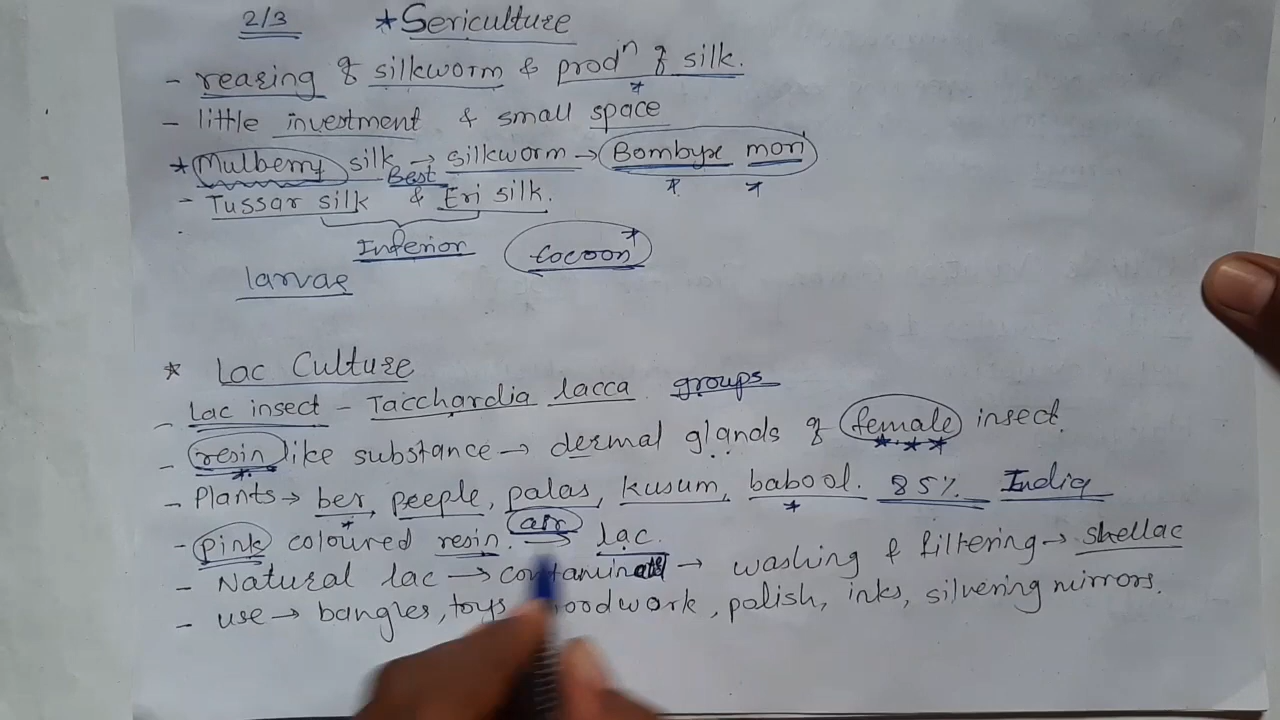 2/3 *Sericulture
- rearing & silkworm & prodn & silk.
- little investment & small space
* Mulberry silk → silkworm → Bombyx mori
Best
- Tussar silk & Eri silk.
Inferior cocoon
larvae
* Lac Culture
- Lac insect - Tacchardia lacca groups
- resin like substance → dermal glands of female insect.
- Plants → ber, peeple, palas, kusum, babool. 85% India
air
- pink coloured resin. → lac.
- Natural lac → contaminated → washing & filtering → shellac
- use → bangles, toys woodwork, polish, inks, silvering mirrors.